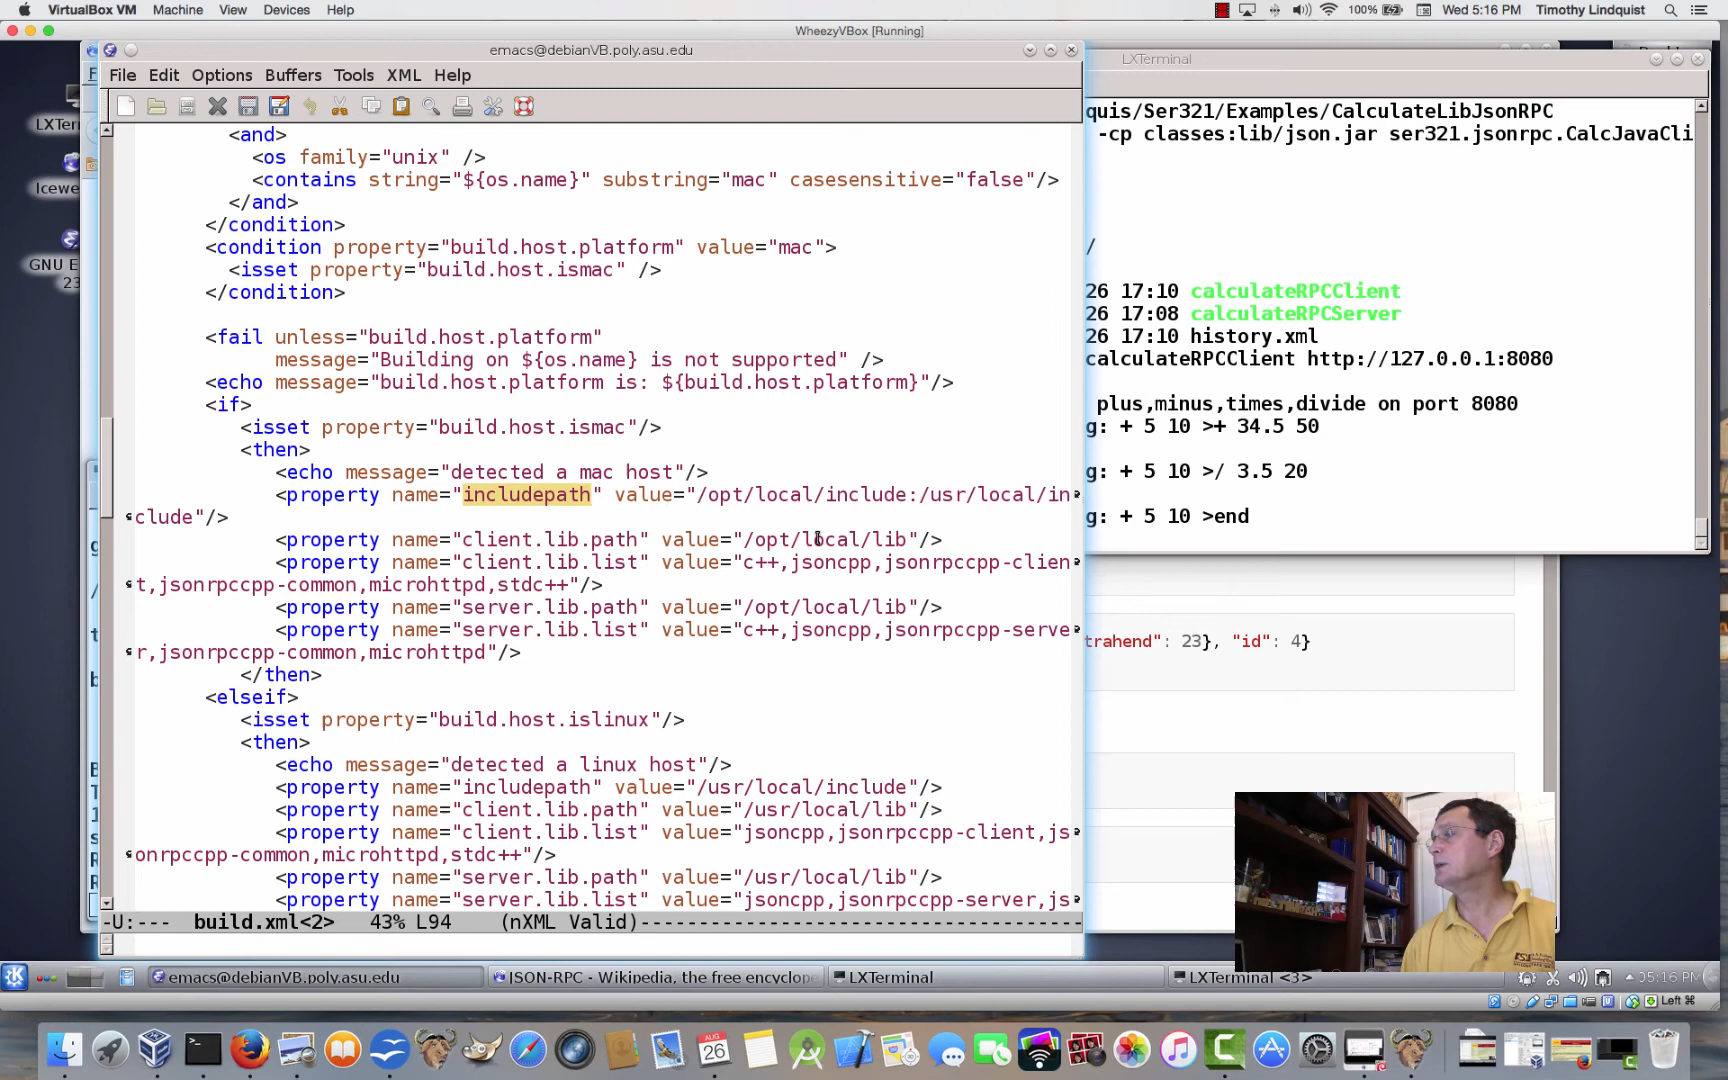 VirtualBox VM Machine View Devices Help
100% Wed 5:16 PM Timothy Lindquist
WheezyVBox [Running]
emacs@debianVB.poly.asu.edu
File Edit Options Buffers Tools XML Help
<and>
<os family="unix" />
<contains string="${os.name}" substring="mac" casesensitive="false"/>
</and>
</condition>
<condition property="build.host.platform" value="mac">
<isset property="build.host.ismac" />
</condition>
<fail unless="build.host.platform"
message="Building on ${os.name} is not supported" />
<echo message="build.host.platform is: ${build.host.platform}"/>
<if>
<isset property="build.host.ismac"/>
<then>
<echo message="detected a mac host"/>
<property name="includepath" value="/opt/local/include:/usr/local/in
clude"/>
<property name="client.lib.path" value="/opt/local/lib"/>
<property name="client.lib.list" value="c++,jsoncpp,jsonrpccpp-clien
t,jsonrpccpp-common,microhttpd,stdc++"/>
<property name="server.lib.path" value="/opt/local/lib"/>
<property name="server.lib.list" value="c++,jsoncpp,jsonrpccpp-serve
r,jsonrpccpp-common,microhttpd"/>
</then>
<elseif>
<isset property="build.host.islinux"/>
<then>
<echo message="detected a linux host"/>
<property name="includepath" value="/usr/local/include"/>
<property name="client.lib.path" value="/usr/local/lib"/>
<property name="client.lib.list" value="jsoncpp,jsonrpccpp-client,js
onrpccpp-common,microhttpd,stdc++"/>
<property name="server.lib.path" value="/usr/local/lib"/>
<property name="server.lib.list" value="jsoncpp,jsonrpccpp-server,js
-U:--- build.xml<2> 43% L94 (nXML Valid)
LXTerminal
quis/Ser321/Examples/CalculateLibJsonRPC
-cp classes:lib/json.jar ser321.jsonrpc.CalcJavaCli
/
26 17:10 calculateRPCClient
26 17:08 calculateRPCServer
26 17:10 history.xml
calculateRPCClient http://127.0.0.1:8080
plus,minus,times,divide on port 8080
g: + 5 10 >+ 34.5 50
g: + 5 10 >/ 3.5 20
g: + 5 10 >end
trahend": 23}, "id": 4}
LXTer
Icewe
GNU E
23
emacs@debianVB.poly.asu.edu
JSON-RPC - Wikipedia, the free encyclope
LXTerminal
LXTerminal <3>
05:16 PM
Left ⌘
AUG
26